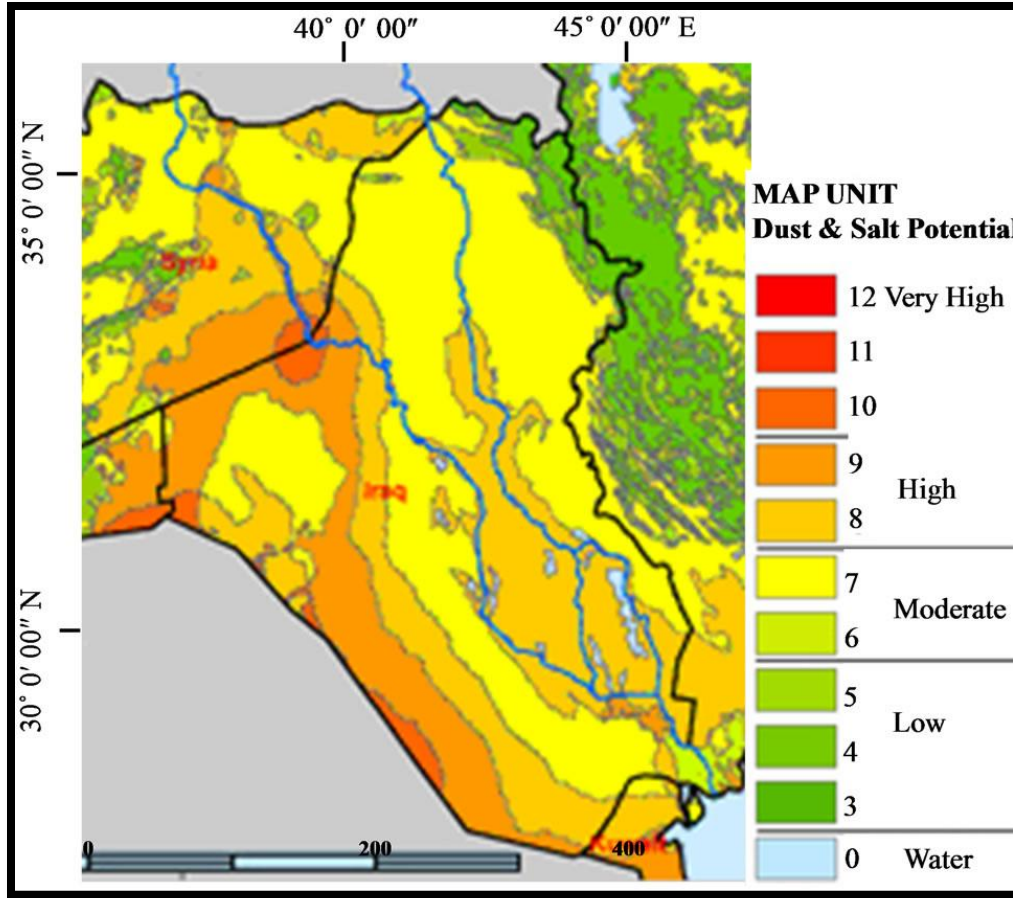 40° 0′ 00″
45° 0′ 00″ E
35° 0′ 00″ N
30° 0′ 00″ N
Syria
Iraq
Kuwait
0
200
400
MAP UNIT
Dust & Salt Potential
12 Very High
11
10
9
High
8
7
Moderate
6
5
Low
4
3
0 Water